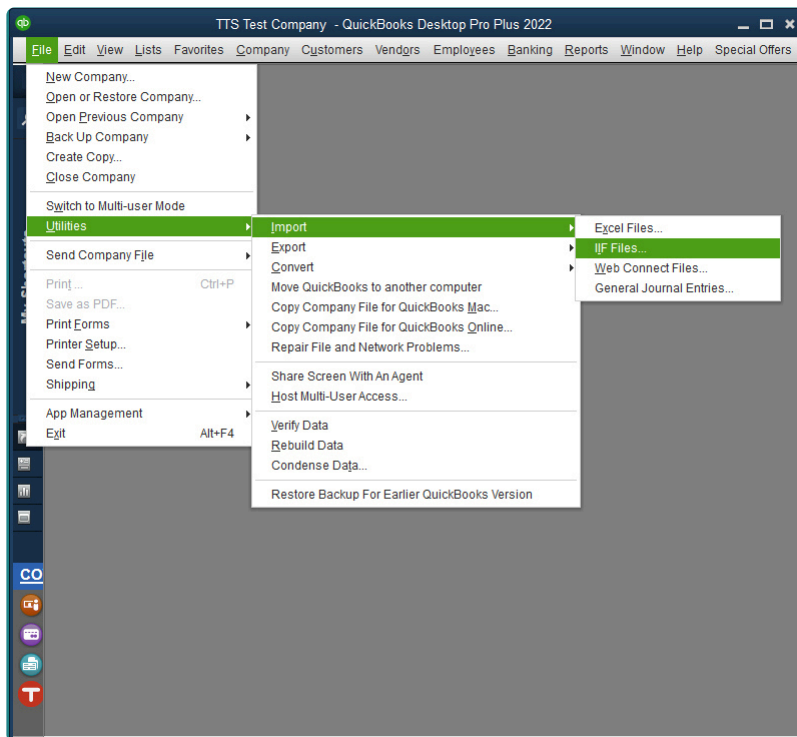 qb
TTS Test Company - QuickBooks Desktop Pro Plus 2022
File Edit View Lists Favorites Company Customers Vendors Employees Banking Reports Window Help Special Offers
New Company...
Open or Restore Company...
Open Previous Company
Back Up Company
Create Copy...
Close Company
Switch to Multi-user Mode
Utilities
Send Company File
Print ... Ctrl+P
Save as PDF...
Print Forms
Printer Setup...
Send Forms...
Shipping
App Management
Exit Alt+F4
Import
Export
Convert
Move QuickBooks to another computer
Copy Company File for QuickBooks Mac...
Copy Company File for QuickBooks Online...
Repair File and Network Problems...
Share Screen With An Agent
Host Multi-User Access...
Verify Data
Rebuild Data
Condense Data...
Restore Backup For Earlier QuickBooks Version
Excel Files...
IIF Files...
Web Connect Files...
General Journal Entries...
CO
T